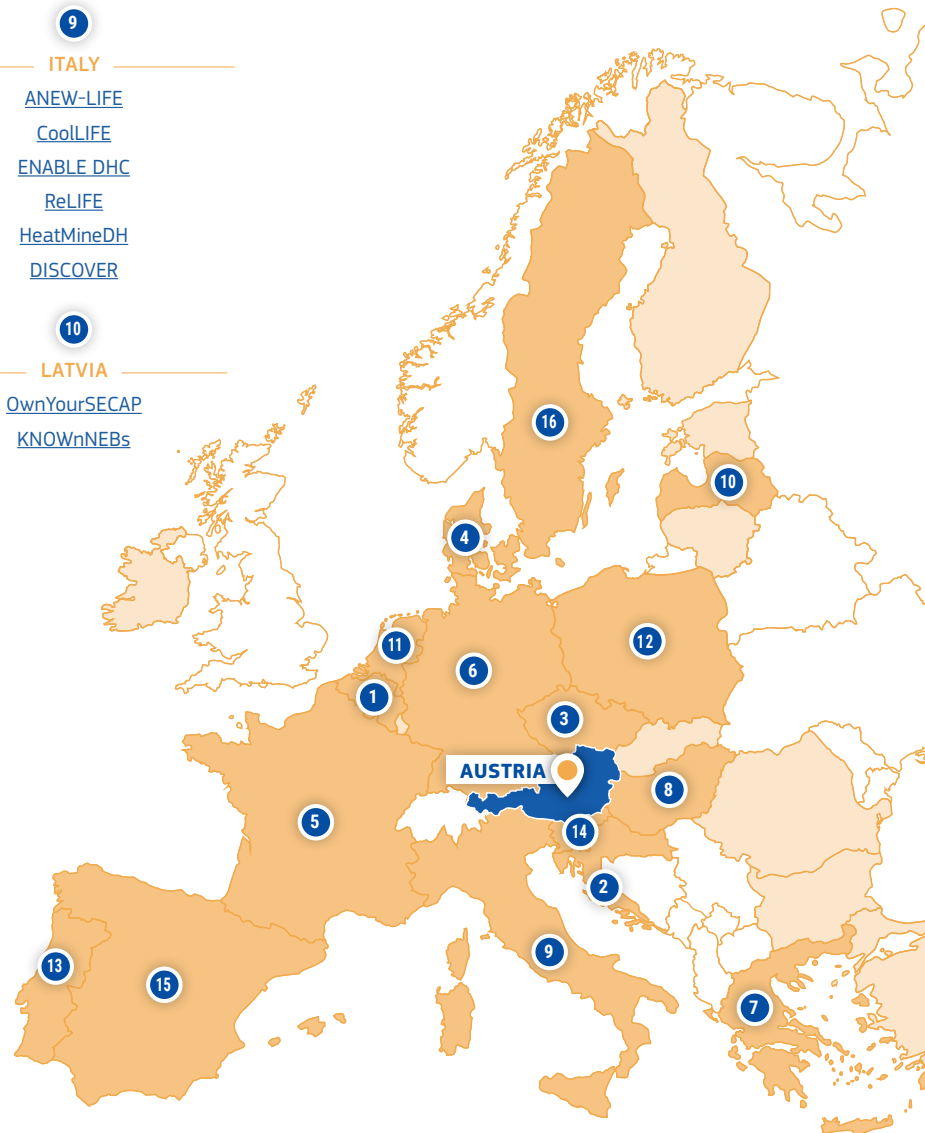 9
ITALY
ANEW-LIFE
CoolLIFE
ENABLE DHC
ReLIFE
HeatMineDH
DISCOVER
10
LATVIA
OwnYourSECAP
KNOWnNEBs
16
10
4
11
12
6
1
3
AUSTRIA
8
5
14
2
9
13
15
7